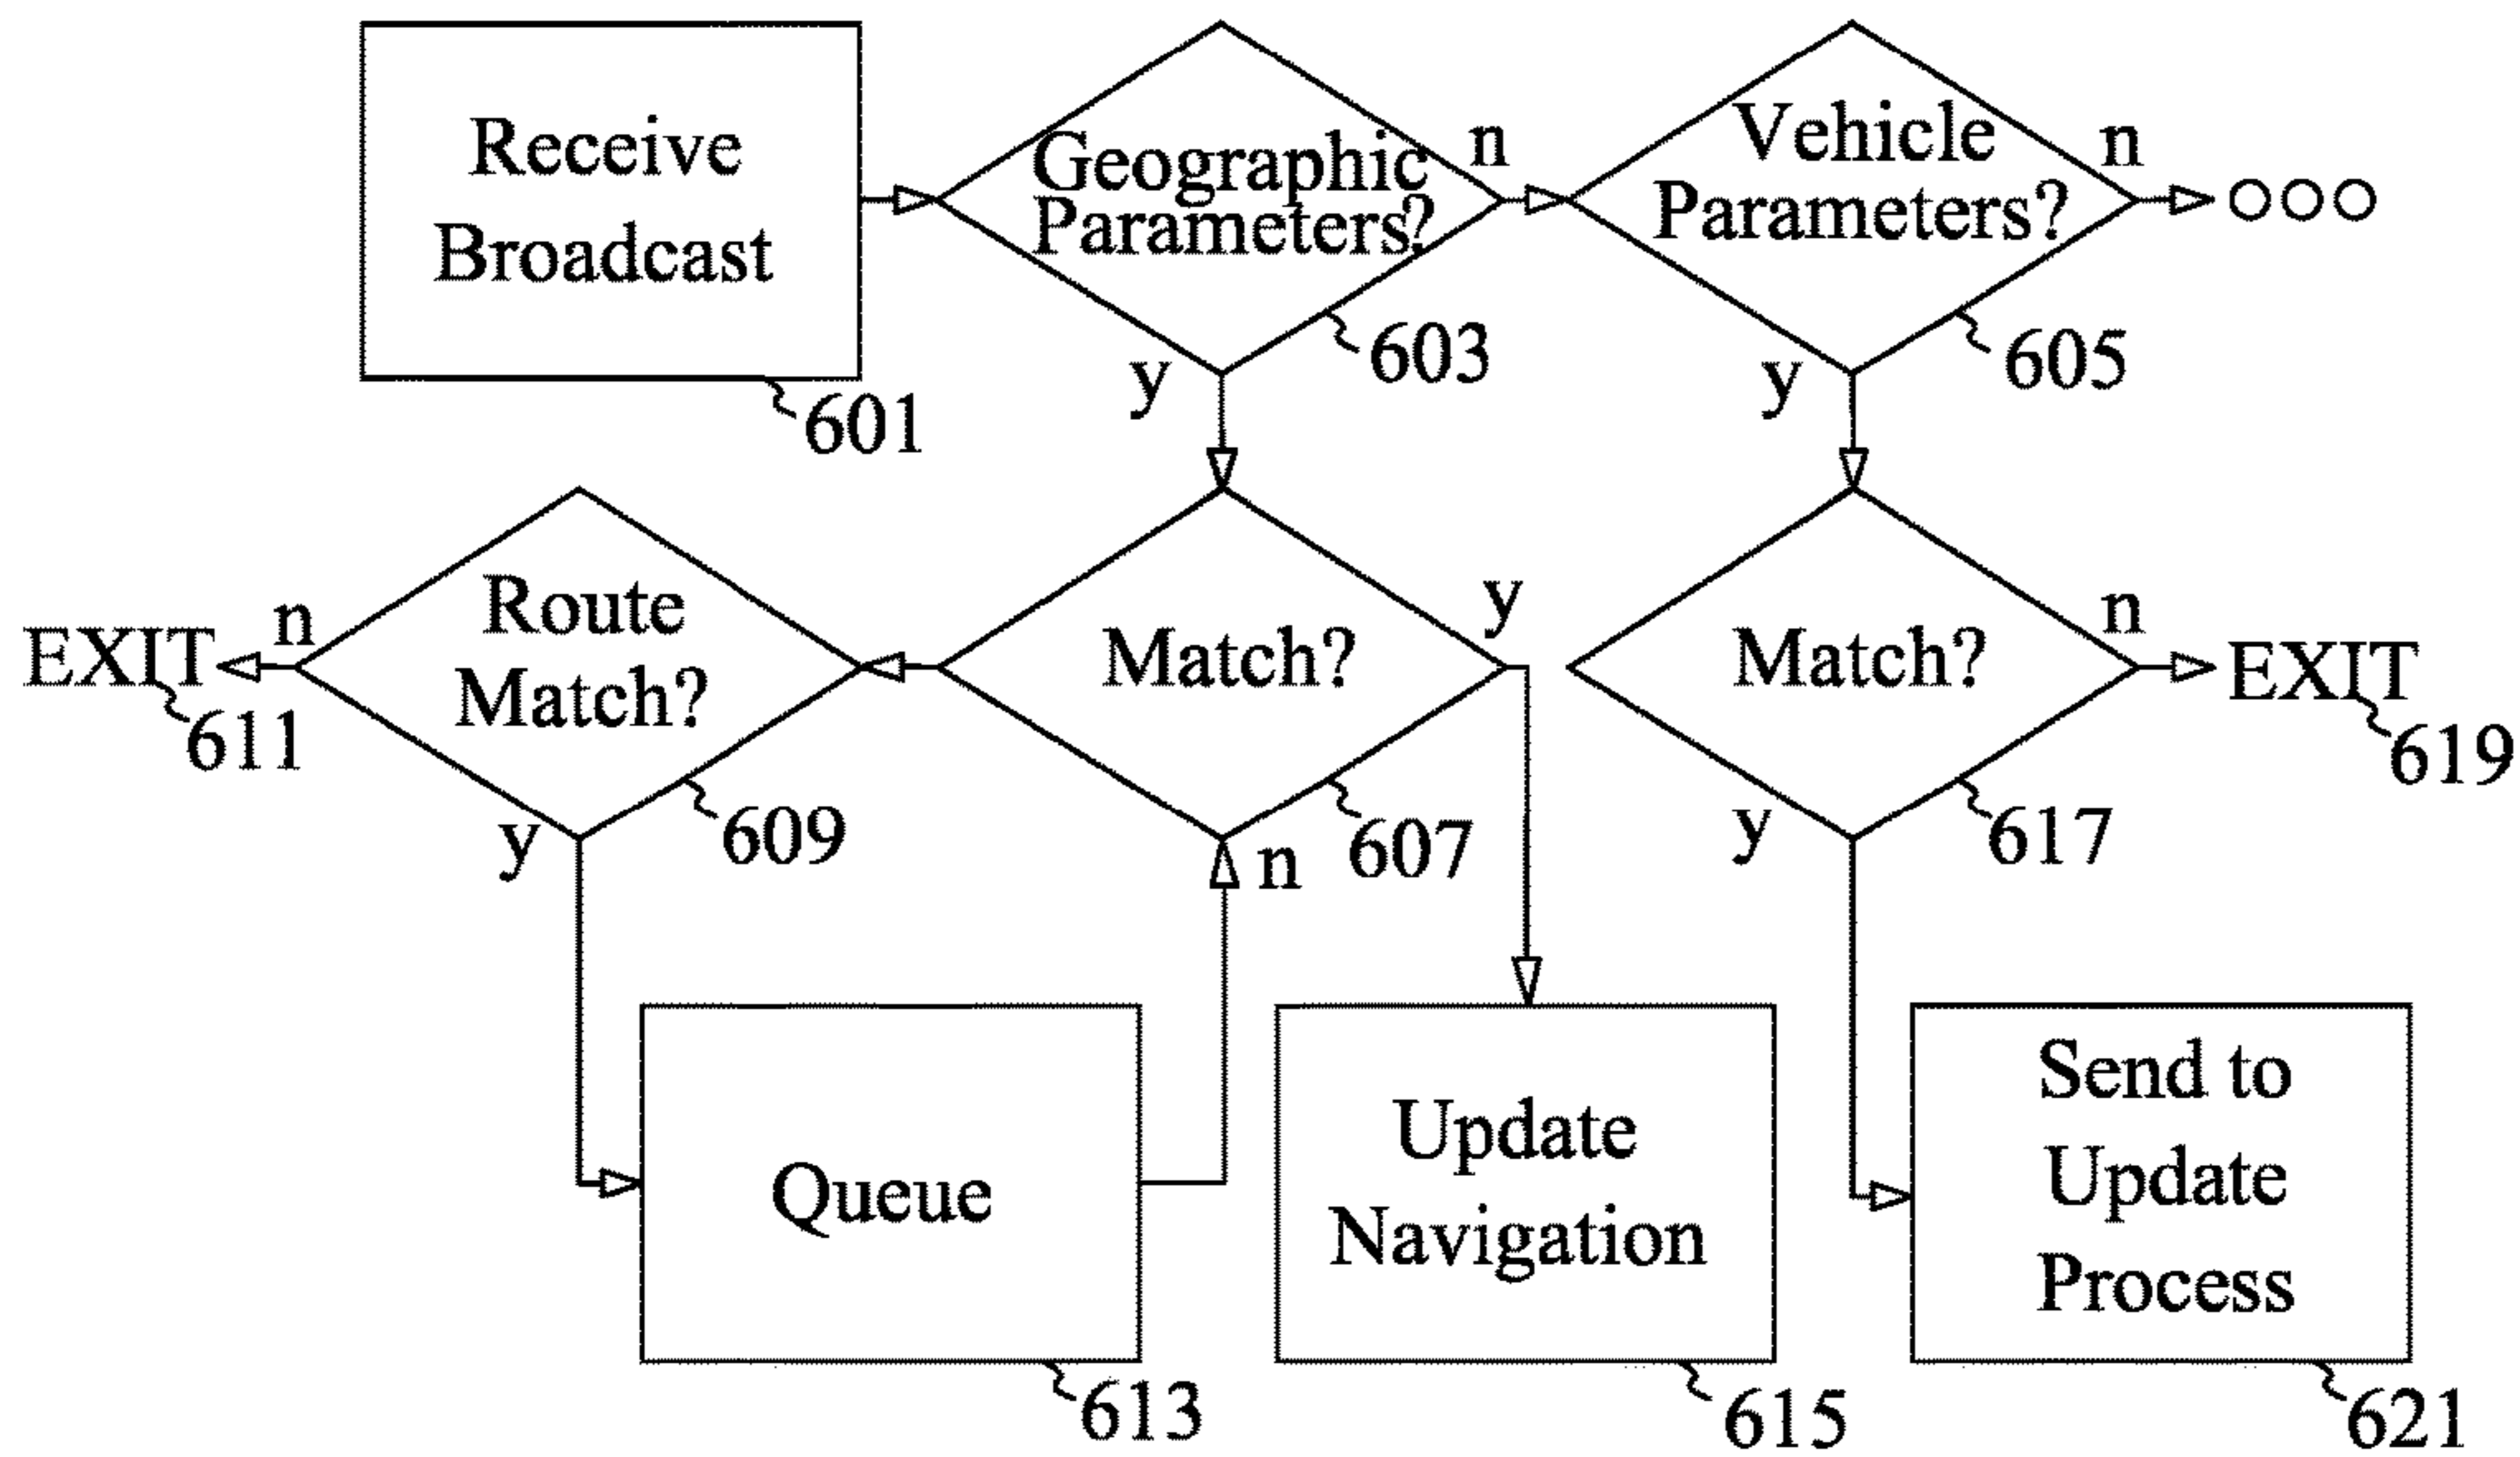 Receive
Broadcast
601
Geographic
Parameters?
n
y
603
Vehicle
Parameters?
n
y
605
EXIT
611
n
Route
Match?
y
609
Match?
y
n
607
Match?
n
y
617
EXIT
619
Queue
613
Update
Navigation
615
Send to
Update
Process
621